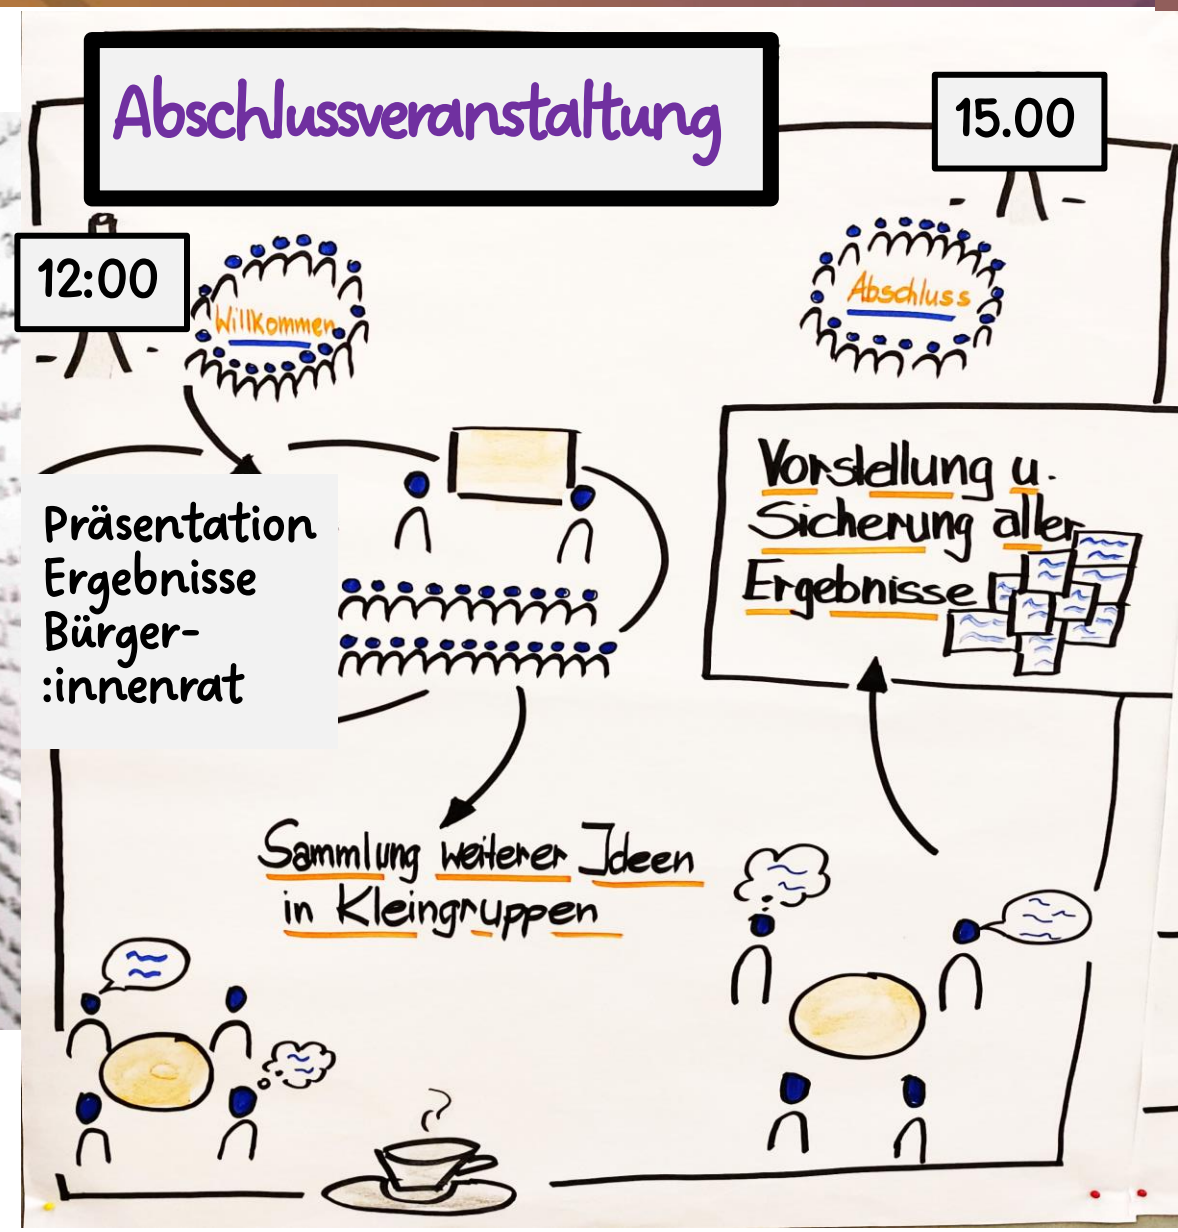 Abschlussveranstaltung
15.00
12:00
Willkommen
Abschluss
Präsentation
Ergebnisse
Bürger-
:innenrat
Vorstellung u.
Sicherung aller
Ergebnisse
Sammlung weiterer Ideen
in Kleingruppen